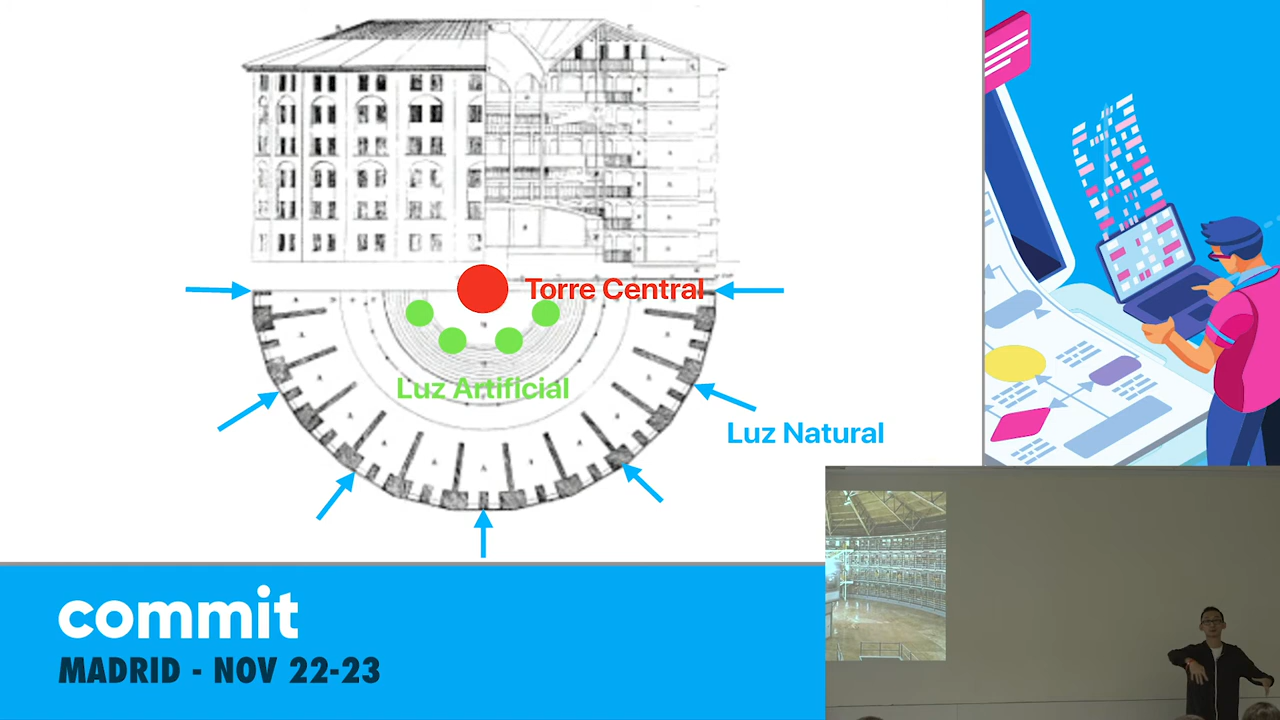 Torre Central
Luz Artificial
Luz Natural
commit
MADRID - NOV 22-23